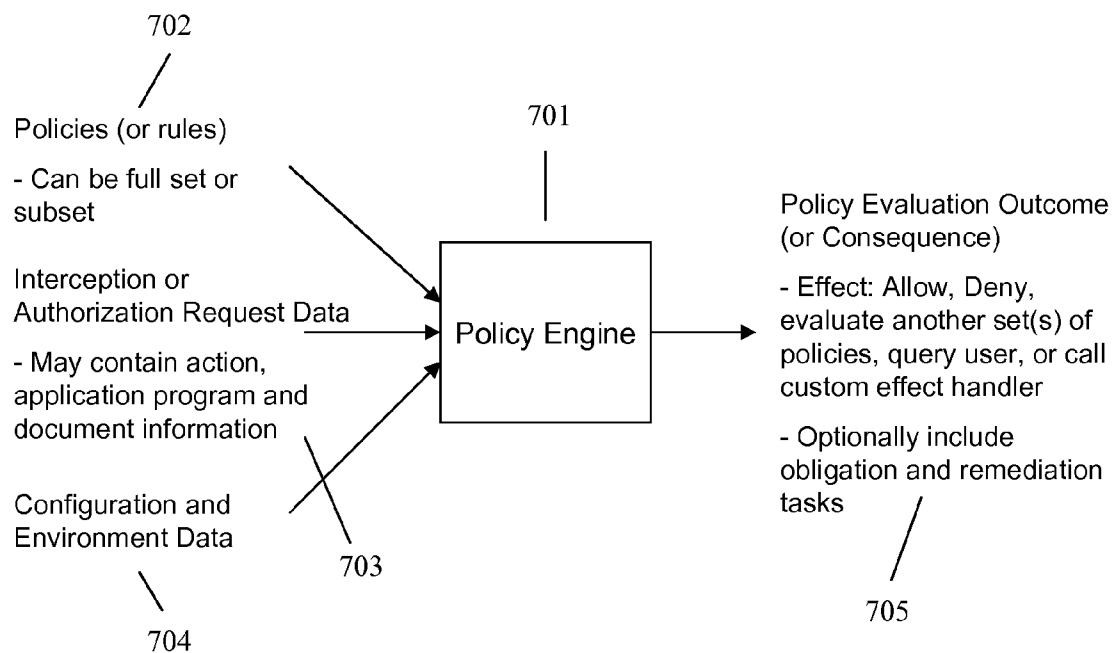 702
Policies (or rules)
- Can be full set or
subset
Interception or
Authorization Request Data
- May contain action,
application program and
document information
703
Configuration and
Environment Data
704
701
Policy Engine
Policy Evaluation Outcome
(or Consequence)
- Effect: Allow, Deny,
evaluate another set(s) of
policies, query user, or call
custom effect handler
- Optionally include
obligation and remediation
tasks
705